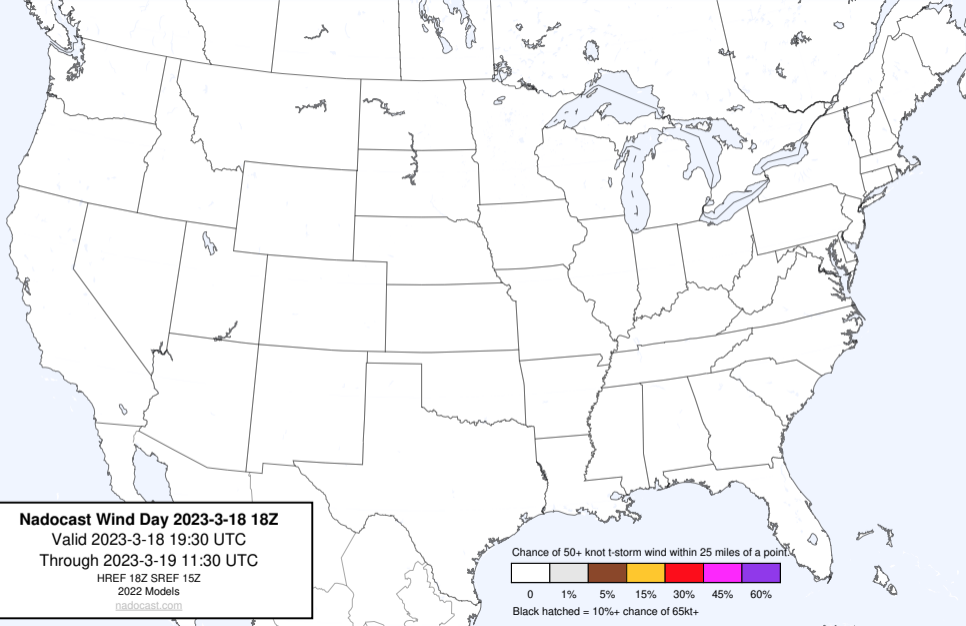 Nadocast Wind Day 2023-3-18 18Z
Valid 2023-3-18 19:30 UTC
Through 2023-3-19 11:30 UTC
HREF 18Z SREF 15Z
2022 Models
nadocast.com
Chance of 50+ knot t-storm wind within 25 miles of a point.
0 1% 5% 15% 30% 45% 60%
Black hatched = 10%+ chance of 65kt+